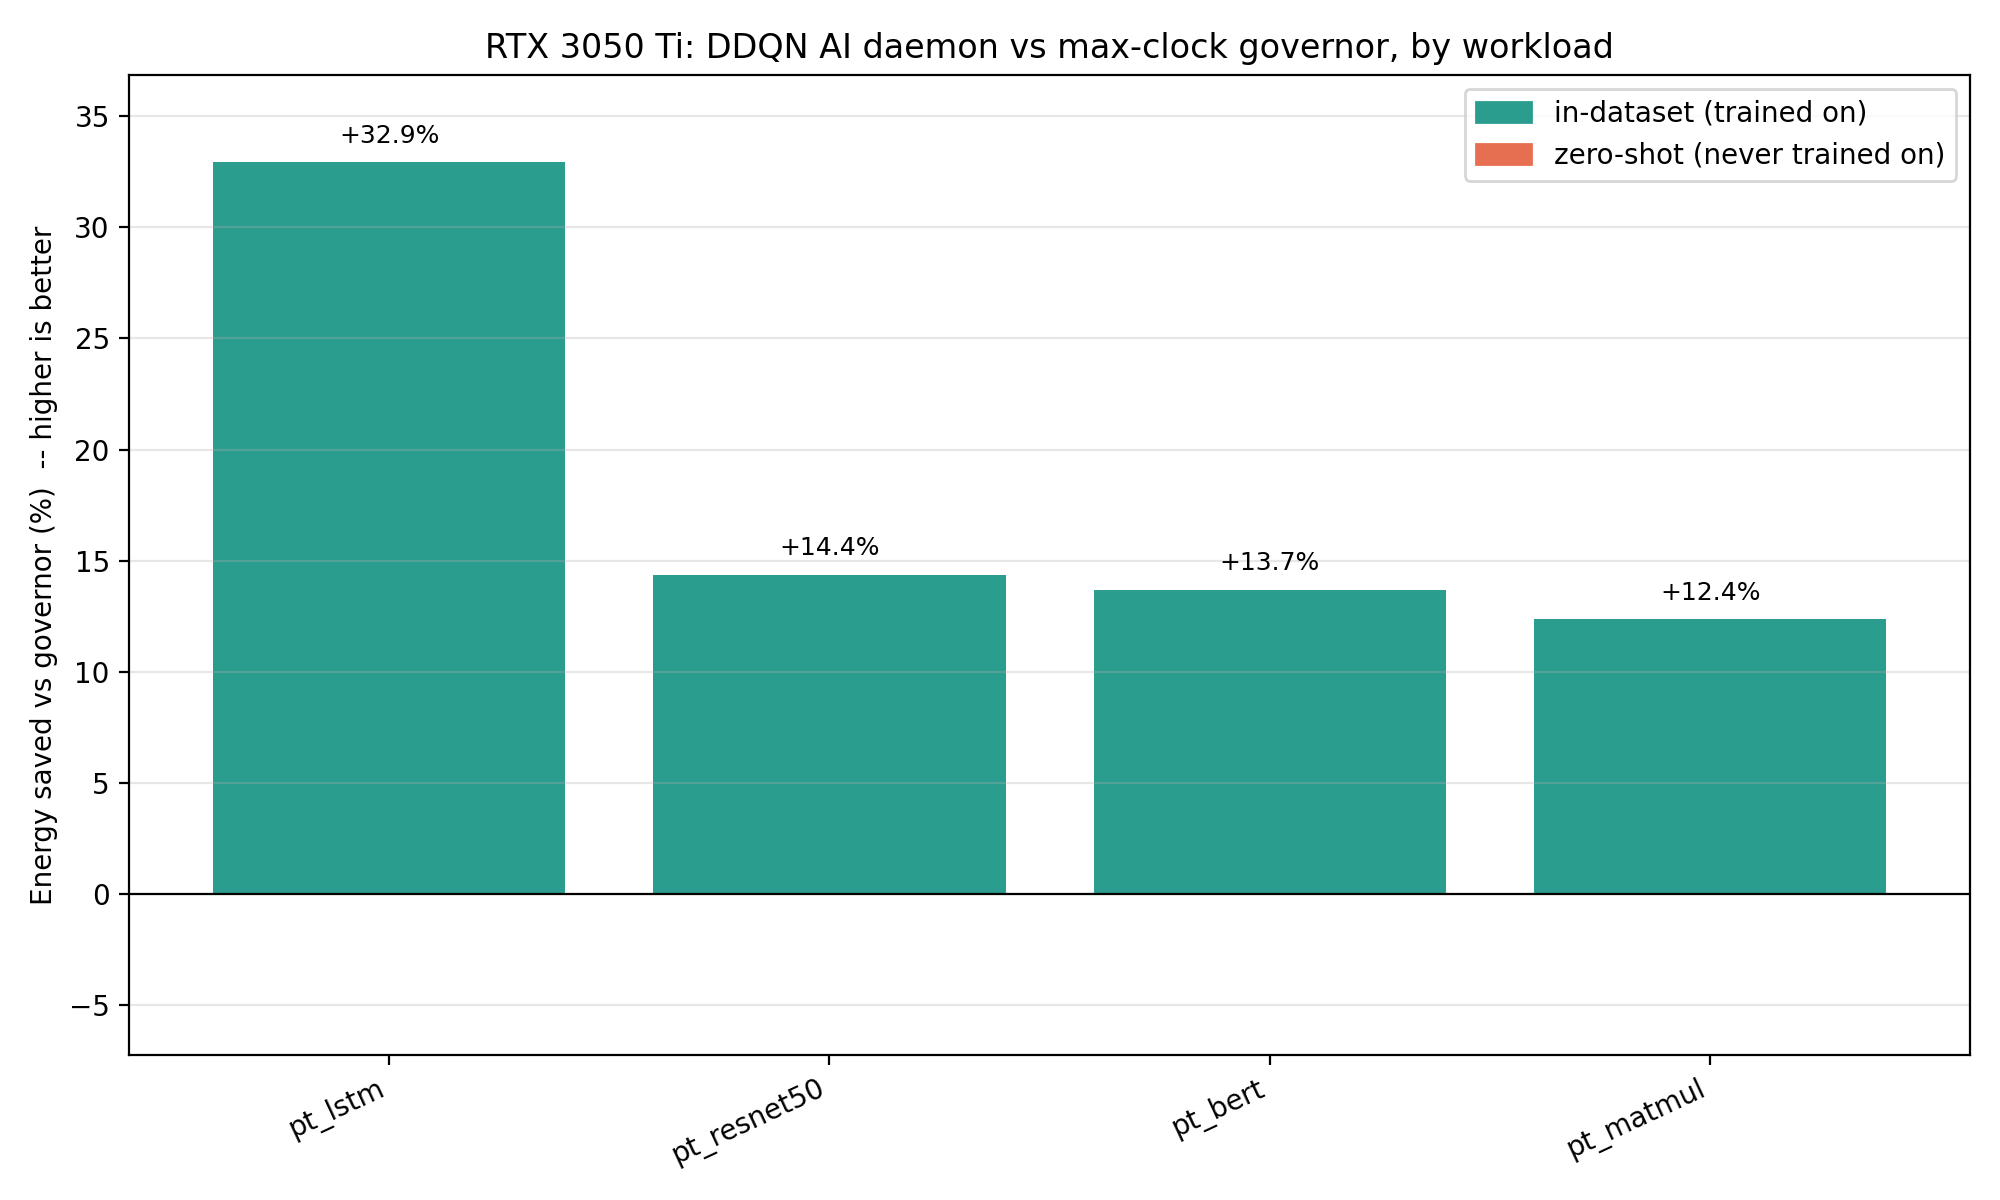 RTX 3050 Ti: DDQN AI daemon vs max-clock governor, by workload
in-dataset (trained on)
zero-shot (never trained on)
Energy saved vs governor (%)  -- higher is better
35
30
25
20
15
10
5
0
−5
+32.9%
+14.4%
+13.7%
+12.4%
pt_lstm
pt_resnet50
pt_bert
pt_matmul